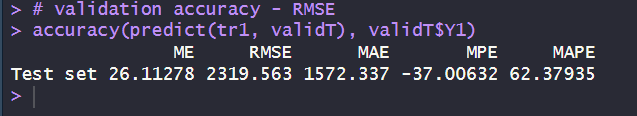 > # validation accuracy - RMSE
> accuracy(predict(tr1, validT), validT$Y1)
ME RMSE MAE MPE MAPE
Test set 26.11278 2319.563 1572.337 -37.00632 62.37935
>